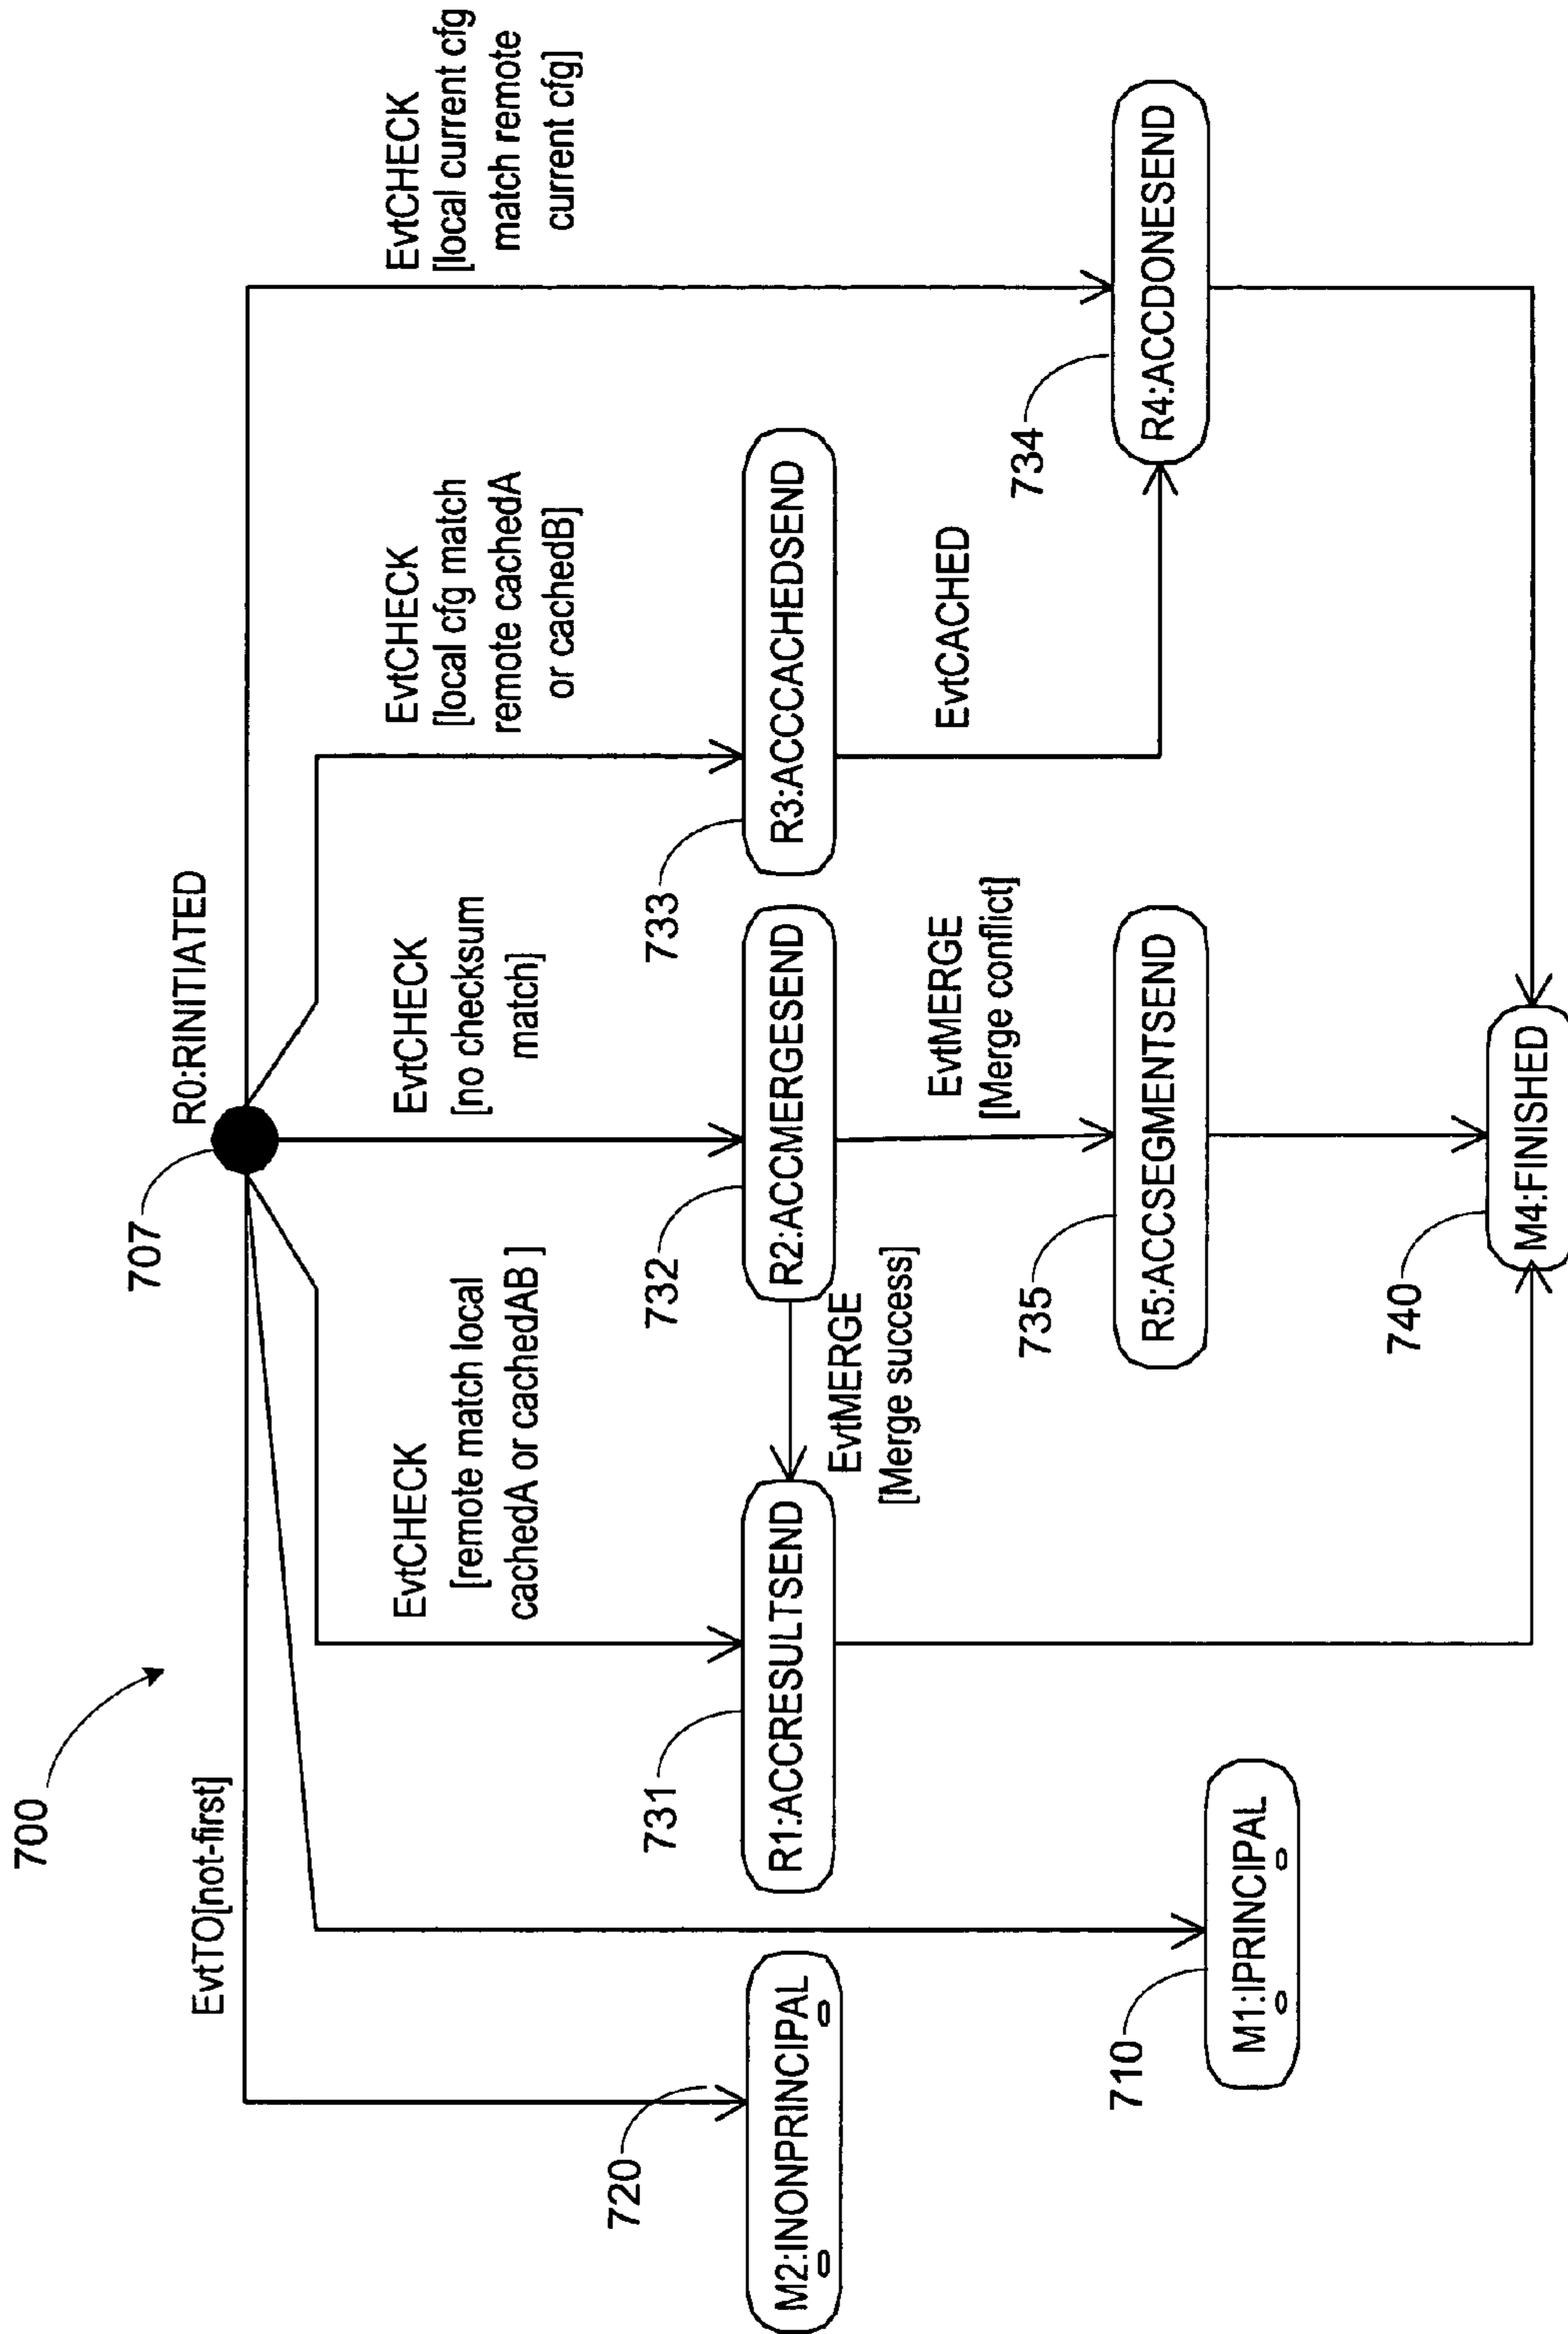 700
707
R0:RINITIATED
EvtTO[not-first]
EvtCHECK
[remote match local
cachedA or cachedAB ]
EvtCHECK
[no checksum
match]
EvtCHECK
[local cfg match
remote cachedA
or cachedB]
EvtCHECK
[local current cfg
match remote
current cfg]
720
M2:INONPRINCIPAL
731
R1:ACCRESULTSEND
732
R2:ACCMERGESEND
733
R3:ACCCACHEDSEND
EvtMERGE
[Merge success]
EvtMERGE
[Merge conflict]
EvtCACHED
735
R5:ACCSEGMENTSEND
734
R4:ACCDONESEND
710
M1:IPRINCIPAL
740
M4:FINISHED